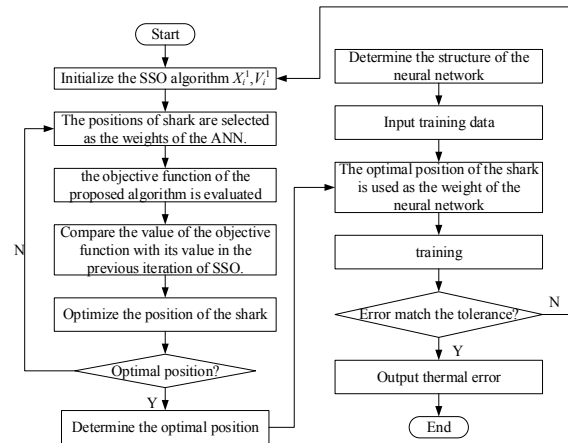 Start
Initialize the SSO algorithm X_i^1,V_i^1
The positions of shark are selected
as the weights of the ANN.
the objective function of the
proposed algorithm is evaluated
Compare the value of the objective
function with its value in the
previous iteration of SSO.
N
Optimize the position of the shark
Optimal position?
Y
Determine the optimal position
Determine the structure of the
neural network
Input training data
The optimal position of the shark
is used as the weight of the
neural network
training
Error match the tolerance?
N
Y
Output thermal error
End